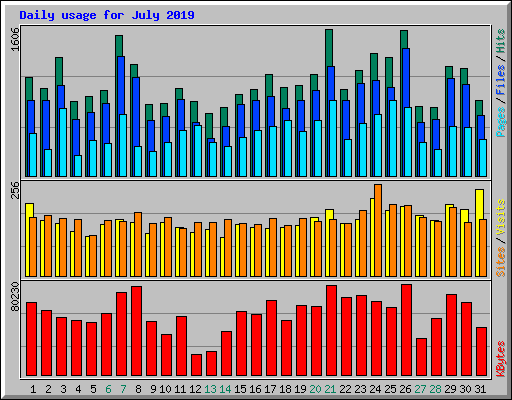 Daily usage for July 2019
1606
Pages / Files / Hits
256
Sites / Visits
80230
KBytes
1 2 3 4 5 6 7 8 9 10 11 12 13 14 15 16 17 18 19 20 21 22 23 24 25 26 27 28 29 30 31